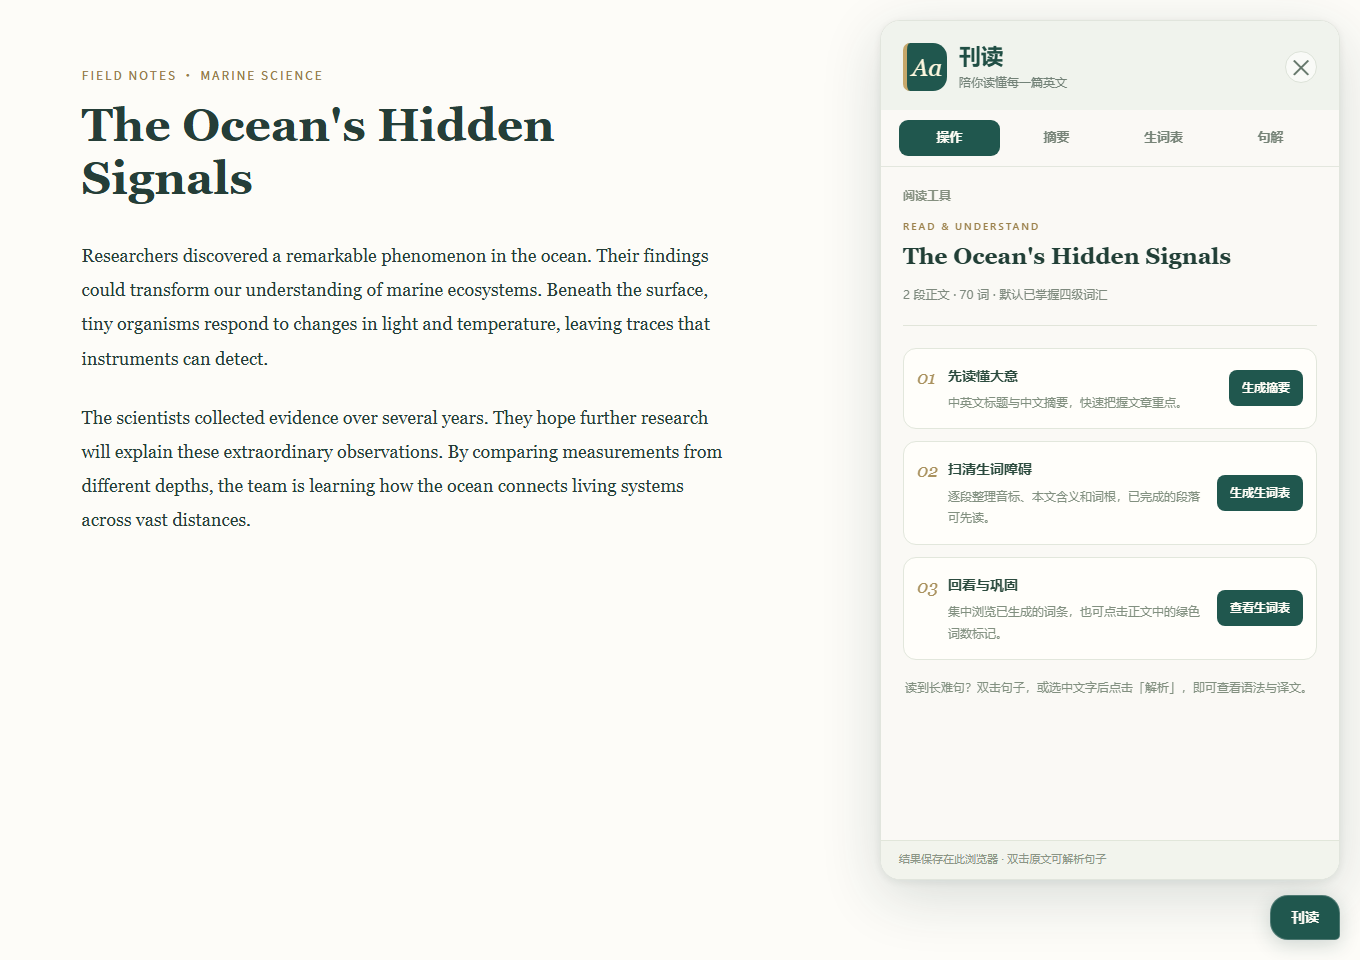 FIELD NOTES • MARINE SCIENCE
The Ocean's Hidden
Signals
Researchers discovered a remarkable phenomenon in the ocean. Their findings
could transform our understanding of marine ecosystems. Beneath the surface,
tiny organisms respond to changes in light and temperature, leaving traces that
instruments can detect.
The scientists collected evidence over several years. They hope further research
will explain these extraordinary observations. By comparing measurements from
different depths, the team is learning how the ocean connects living systems
across vast distances.
Aa
刊读
陪你读懂每一篇英文
操作 摘要 生词表 句解
阅读工具
READ & UNDERSTAND
The Ocean's Hidden Signals
2 段正文 · 70 词 · 默认已掌握四级词汇
01 先读懂大意
中英文标题与中文摘要，快速把握文章重点。
生成摘要
02 扫清生词障碍
逐段整理音标、本文含义和词根，已完成的段落
可先读。
生成生词表
03 回看与巩固
集中浏览已生成的词条，也可点击正文中的绿色
词数标记。
查看生词表
读到长难句？双击句子，或选中文字后点击「解析」，即可查看语法与译文。
结果保存在此浏览器 · 双击原文可解析句子
刊读